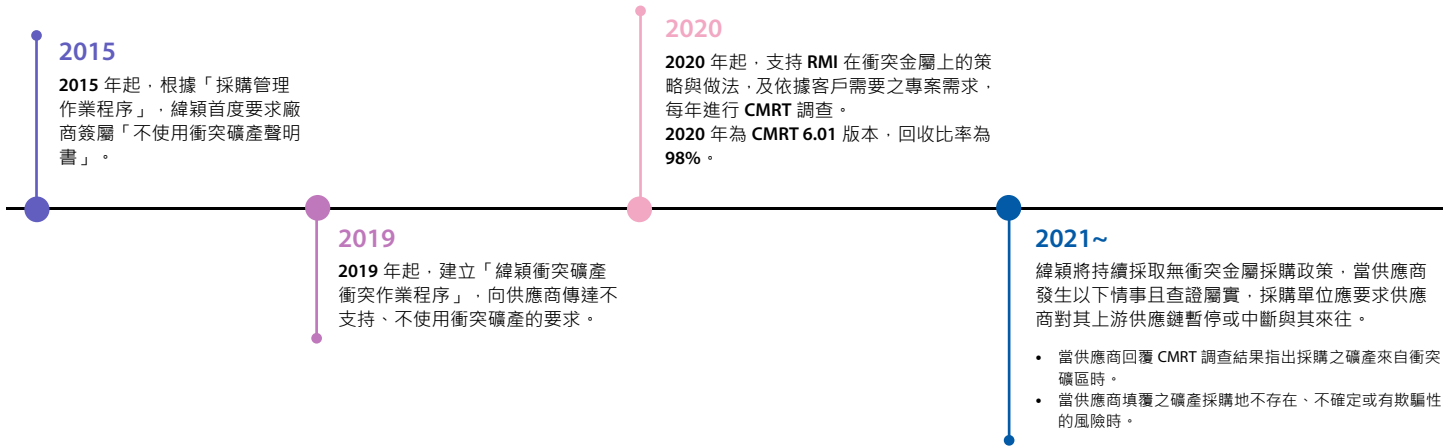 2015
2015 年起，根據「採購管理
作業程序」，緯穎首度要求廠
商簽屬「不使用衝突礦產聲明
書」。
2019
2019 年起，建立「緯穎衝突礦產
衝突作業程序」，向供應商傳達不
支持、不使用衝突礦產的要求。
2020
2020 年起，支持 RMI 在衝突金屬上的策
略與做法，及依據客戶需要之專案需求，
每年進行 CMRT 調查。
2020 年為 CMRT 6.01 版本，回收比率為
98%。
2021~
緯穎將持續採取無衝突金屬採購政策，當供應商
發生以下情事且查證屬實，採購單位應要求供應
商對其上游供應鏈暫停或中斷與其來往。
• 當供應商回覆 CMRT 調查結果指出採購之礦產來自衝突
礦區時。
• 當供應商填覆之礦產採購地不存在、不確定或有欺騙性
的風險時。